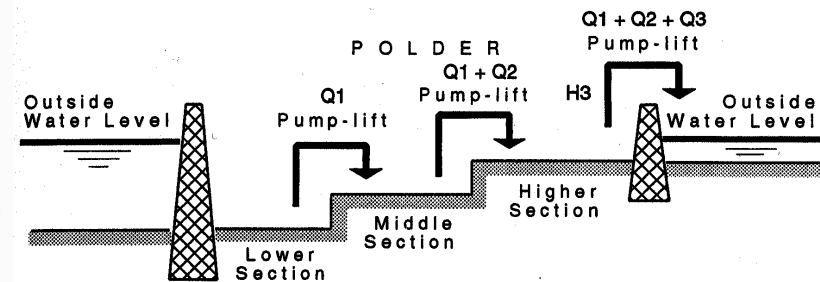 Q1 + Q2 + Q3
Pump-lift
POLDER
Q1 + Q2
Pump-lift
H3
Q1
Pump-lift
Outside
Water Level
Outside
Water Level
Higher
Section
Middle
Section
Lower
Section